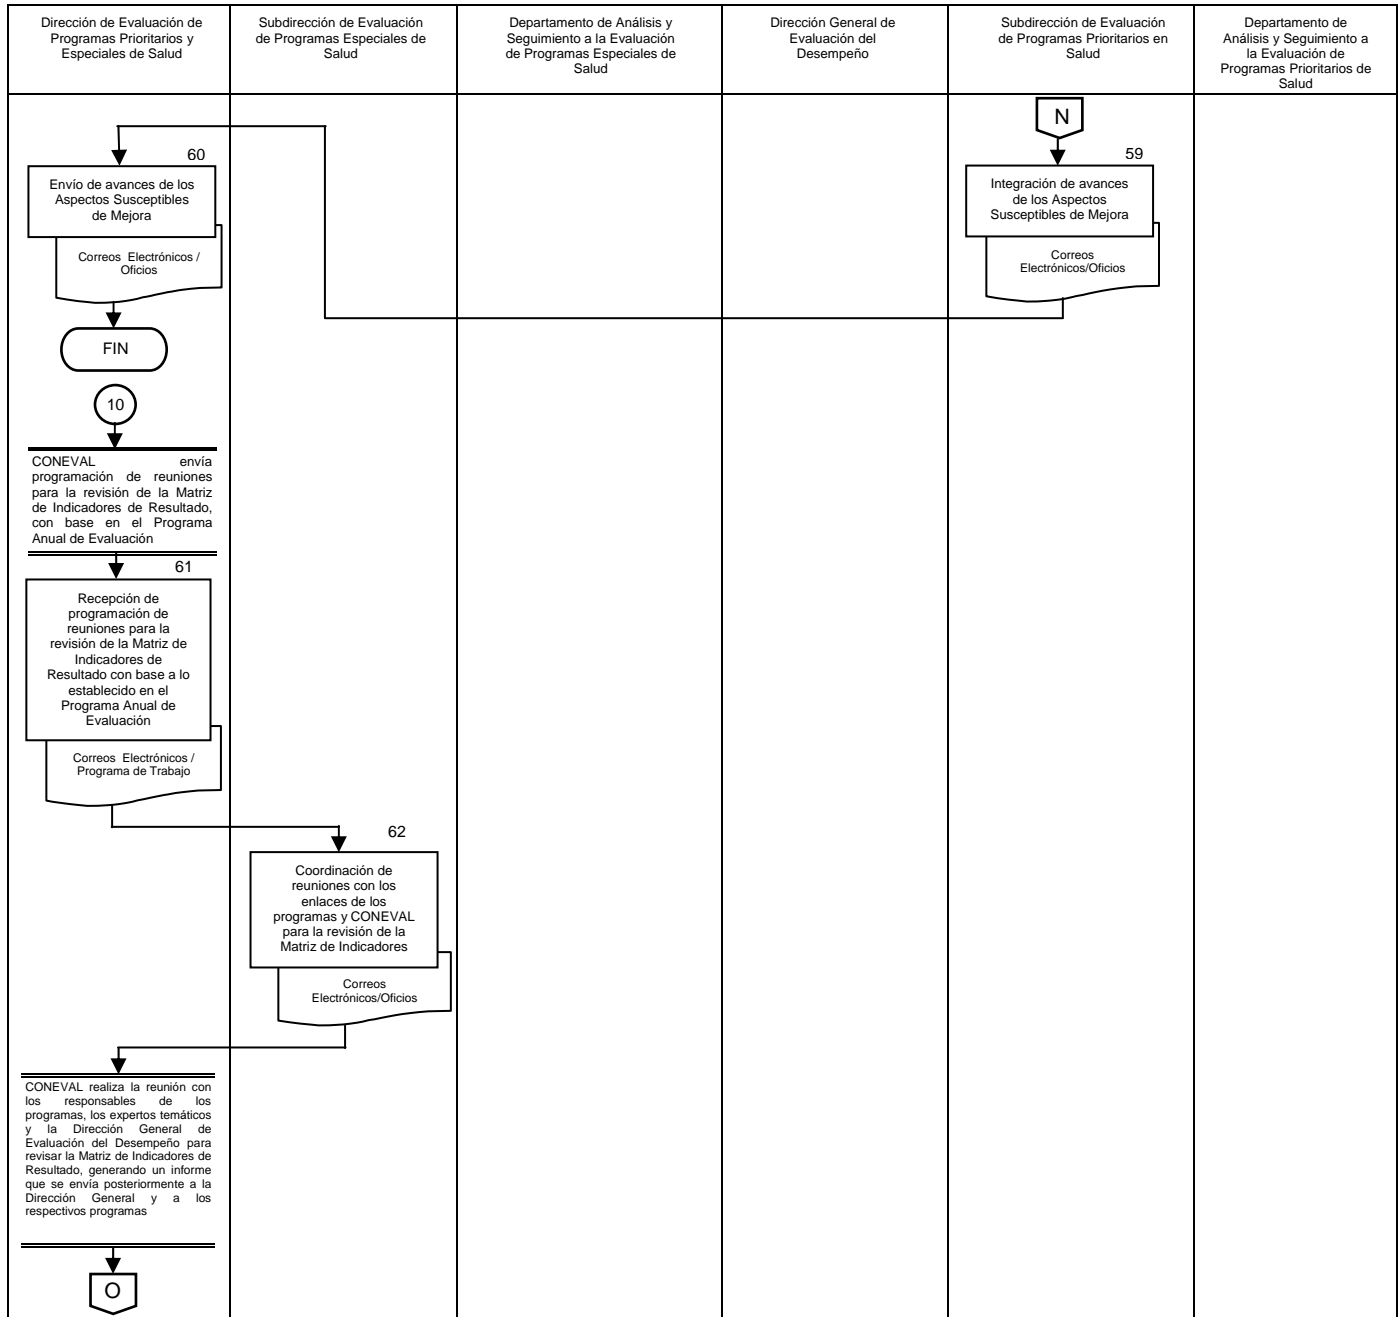 Dirección de Evaluación de
Programas Prioritarios y
Especiales de Salud
Subdirección de Evaluación
de Programas Especiales de
Salud
Departamento de Análisis y
Seguimiento a la Evaluación
de Programas Especiales de
Salud
Dirección General de
Evaluación del
Desempeño
Subdirección de Evaluación
de Programas Prioritarios en
Salud
Departamento de
Análisis y Seguimiento a
la Evaluación de
Programas Prioritarios de
Salud
N
59
Integración de avances
de los Aspectos
Susceptibles de Mejora
Correos
Electrónicos/Oficios
60
Envío de avances de los
Aspectos Susceptibles
de Mejora
Correos Electrónicos /
Oficios
FIN
10
CONEVAL envía
programación de reuniones
para la revisión de la Matriz
de Indicadores de Resultado,
con base en el Programa
Anual de Evaluación
61
Recepción de
programación de
reuniones para la
revisión de la Matriz de
Indicadores de
Resultado con base a lo
establecido en el
Programa Anual de
Evaluación
Correos Electrónicos /
Programa de Trabajo
62
Coordinación de
reuniones con los
enlaces de los
programas y CONEVAL
para la revisión de la
Matriz de Indicadores
Correos
Electrónicos/Oficios
CONEVAL realiza la reunión con
los responsables de los
programas, los expertos temáticos
y la Dirección General de
Evaluación del Desempeño para
revisar la Matriz de Indicadores de
Resultado, generando un informe
que se envía posteriormente a la
Dirección General y a los
respectivos programas
O